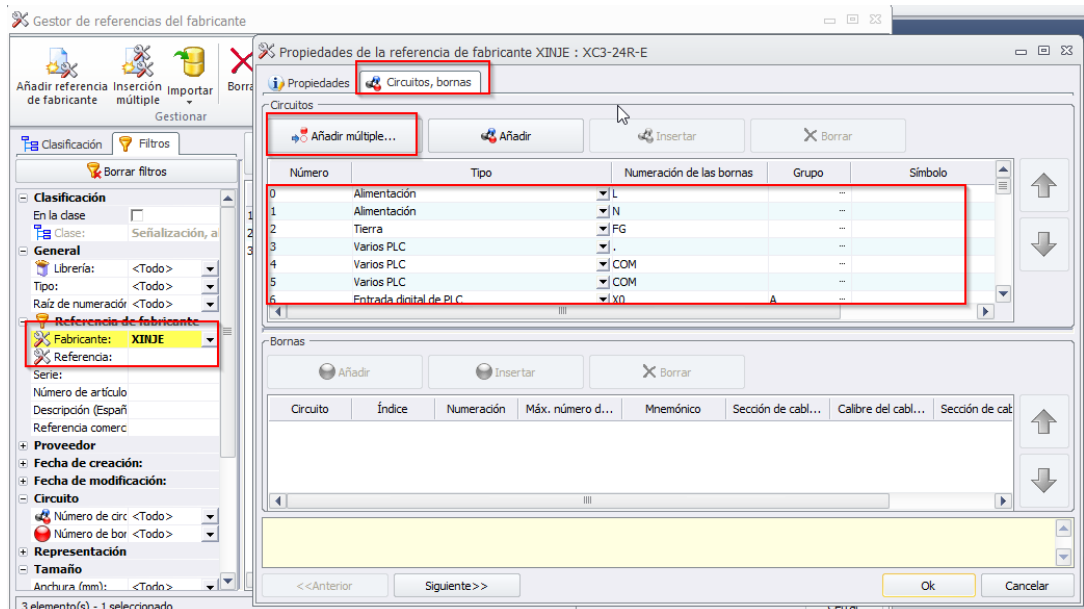 Gestor de referencias del fabricante
Añadir referencia de fabricante
Inserción múltiple
Importar
Gestionar
Clasificación
Filtros
Borrar filtros
Clasificación
En la clase
Clase: Señalización, a
General
Librería: <Todo>
Tipo: <Todo>
Raíz de numeración <Todo>
Referencia de fabricante
Fabricante: XINJE
Referencia:
Serie:
Número de artículo
Descripción (Españ
Referencia comerc
Proveedor
Fecha de creación:
Fecha de modificación:
Circuito
Número de circ <Todo>
Número de bor <Todo>
Representación
Tamaño
Anchura (mm): <Todo>
3 elemento(s) - 1 seleccionado
Propiedades de la referencia de fabricante XINJE : XC3-24R-E
Propiedades
Circuitos, bornas
Circuitos
Añadir múltiple...
Añadir
Insertar
Borrar
Número Tipo Numeración de las bornas Grupo Símbolo
0 Alimentación L ...
1 Alimentación N ...
2 Tierra FG ...
3 Varios PLC . ...
4 Varios PLC COM ...
5 Varios PLC COM ...
6 Entrada digital de PLC X0 A ...
Bornas
Añadir
Insertar
Borrar
Circuito Índice Numeración Máx. número d... Mnemónico Sección de cabl... Calibre del cabl... Sección de cab
<<Anterior
Siguiente>>
Ok
Cancelar